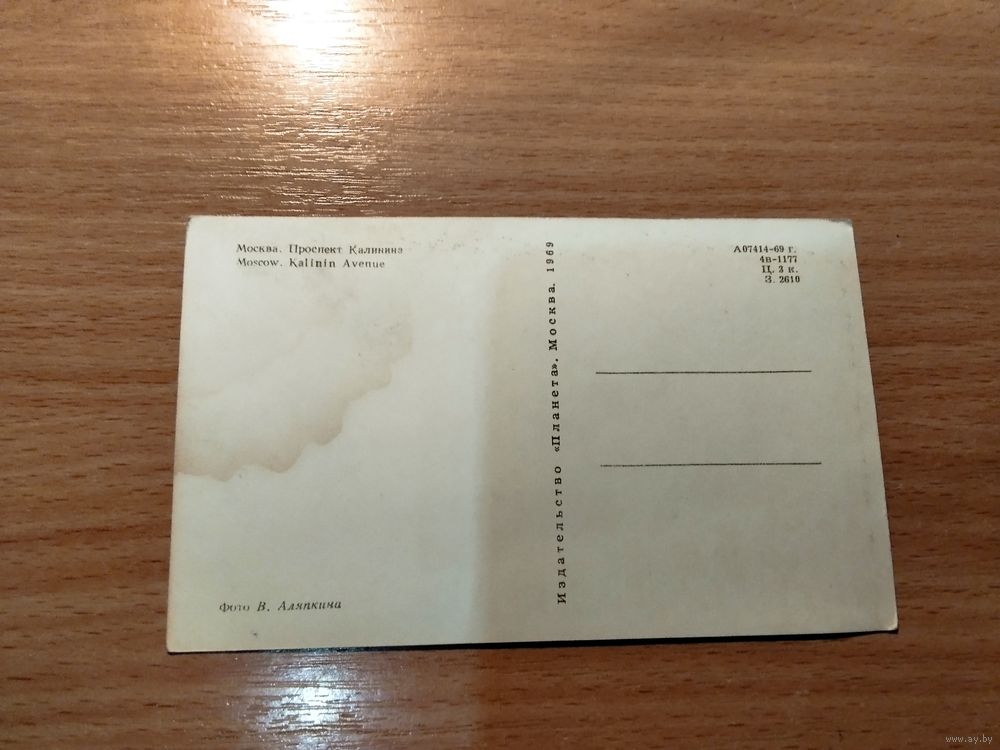 Москва. Проспект Калинина
Moscow. Kalinin Avenue
Фото В. Аляпкина
Издательство «Планета». Москва. 1969
А07414-69 г.
4в-1177
Ц. 3 к.
З. 2610
www.ay.by